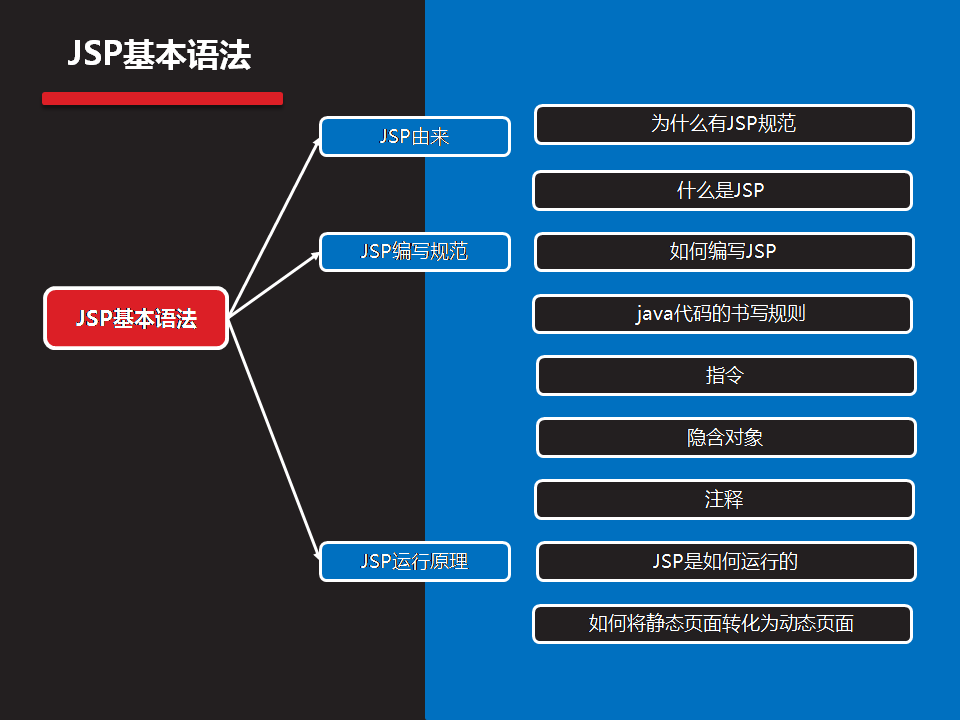 JSP基本语法
JSP由来
为什么有JSP规范
什么是JSP
JSP编写规范
如何编写JSP
JSP基本语法
java代码的书写规则
指令
隐含对象
注释
JSP运行原理
JSP是如何运行的
如何将静态页面转化为动态页面